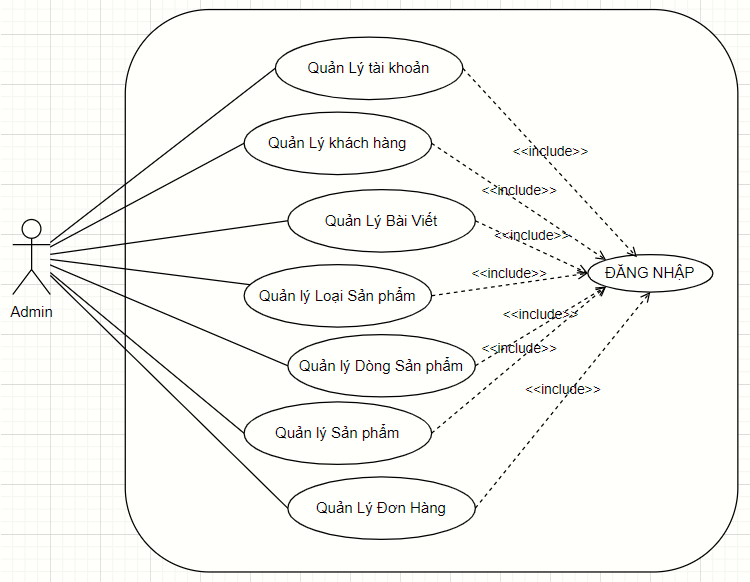 Quản Lý tài khoản
<<include>>
Quản Lý khách hàng
<<include>>
Quản Lý Bài Viết
<<include>>
ĐĂNG NHẬP
<<include>>
Quản lý Loại Sản phẩm
Admin
<<include>>
<<include>>
Quản lý Dòng Sản phẩm
<<include>>
Quản lý Sản phẩm
Quản Lý Đơn Hàng